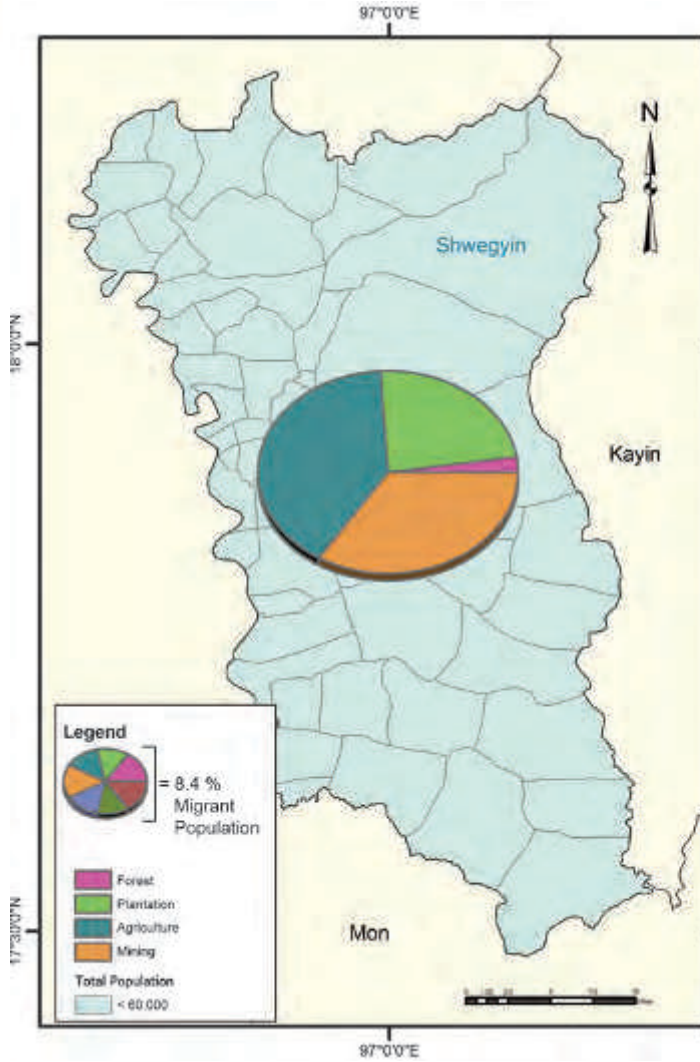 97°0'0"E
N
Shwegyin
18°0'0"N
Kayin
Legend
= 8.4 %
Migrant
Population
Forest
Plantation
Agriculture
Mining
Total Population
< 60,000
Mon
17°30'0"N
97°0'0"E